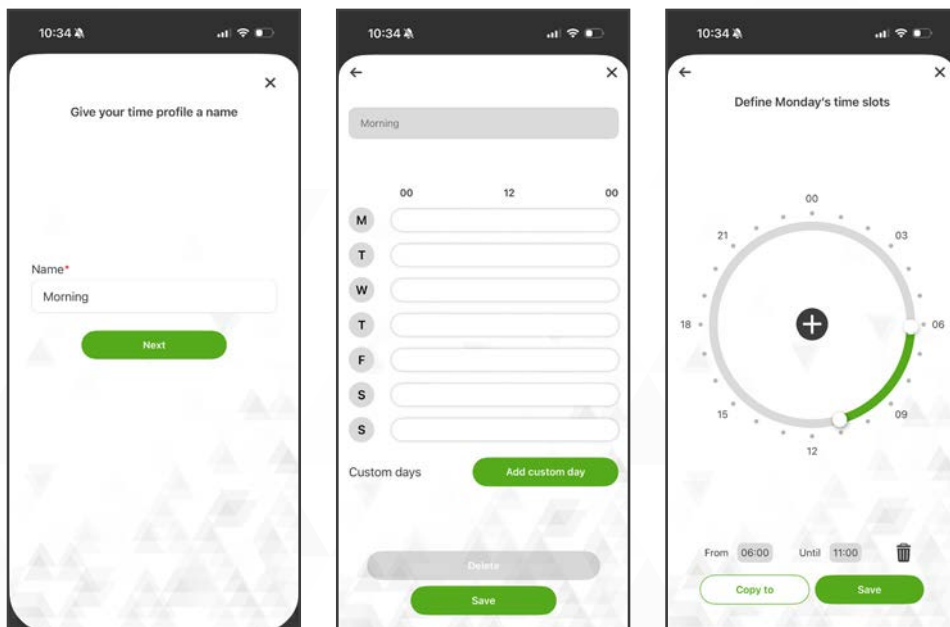 10:34
Give your time profile a name
Name*
Morning
Next
10:34
Morning
00 12 00
M
T
W
T
F
S
S
Custom days Add custom day
Delete
Save
10:34
Define Monday's time slots
00
21 03
18 06
15 09
12
From 06:00 Until 11:00
Copy to Save